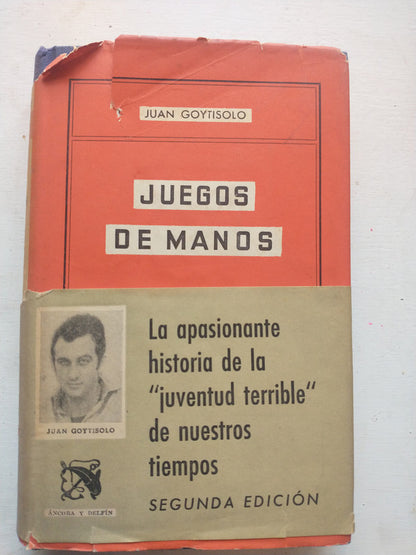 JUAN GOYTISOLO
JUEGOS
DE MANOS
La apasionante
historia de la
"juventud terrible"
de nuestros
tiempos
SEGUNDA EDICIÓN
JUAN GOYTISOLO
ÁNCORA Y DELFÍN